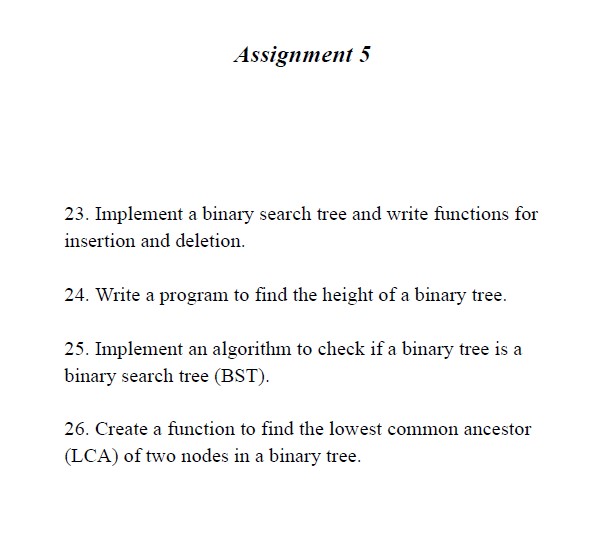 Assignment 5
23. Implement a binary search tree and write functions for
insertion and deletion.
24. Write a program to find the height of a binary tree.
25. Implement an algorithm to check if a binary tree is a
binary search tree (BST).
26. Create a function to find the lowest common ancestor
(LCA) of two nodes in a binary tree.